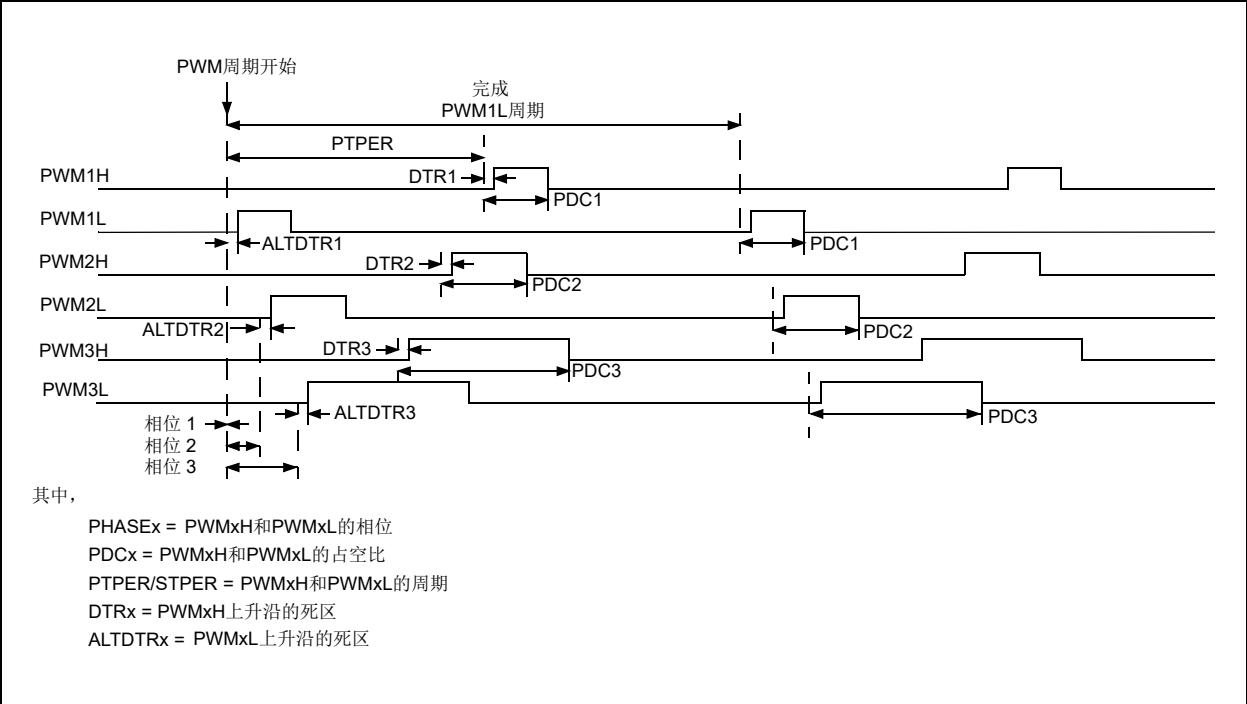 PWM周期开始
完成
PWM1L周期
PTPER
PWM1H
DTR1
PDC1
PWM1L
ALTDTR1
PDC1
PWM2H
DTR2
PDC2
PWM2L
ALTDTR2
PDC2
PWM3H
DTR3
PDC3
PWM3L
ALTDTR3
PDC3
相位 1
相位 2
相位 3
其中，
PHASEx = PWMxH和PWMxL的相位
PDCx = PWMxH和PWMxL的占空比
PTPER/STPER = PWMxH和PWMxL的周期
DTRx = PWMxH上升沿的死区
ALTDTRx = PWMxL上升沿的死区